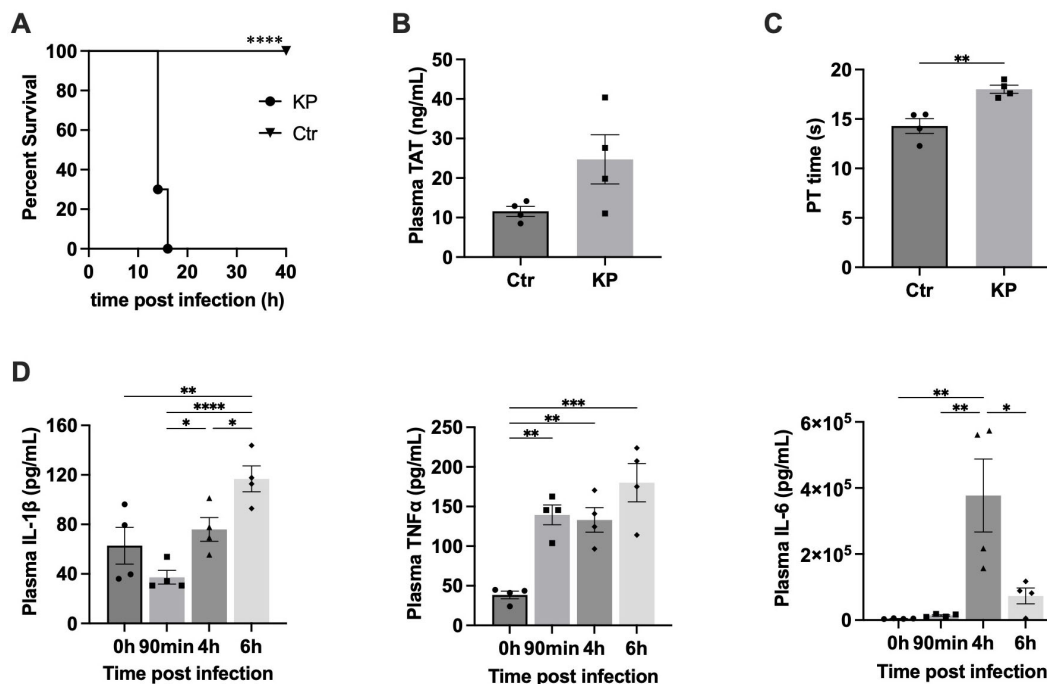 A
****
100
80
60
40
20
0
0 10 20 30 40
Percent Survival
time post infection (h)
KP
Ctr
B
50
40
30
20
10
0
Plasma TAT (ng/mL)
Ctr KP
C
**
20
15
10
5
0
PT time (s)
Ctr KP
D
**
****
* *
160
120
80
40
0
Plasma IL-1β (pg/mL)
0h 90min 4h 6h
Time post infection
***
**
**
250
200
150
100
50
0
Plasma TNFα (pg/mL)
0h 90min 4h 6h
Time post infection
**
** *
6×10⁵
4×10⁵
2×10⁵
0
Plasma IL-6 (pg/mL)
0h 90min 4h 6h
Time post infection